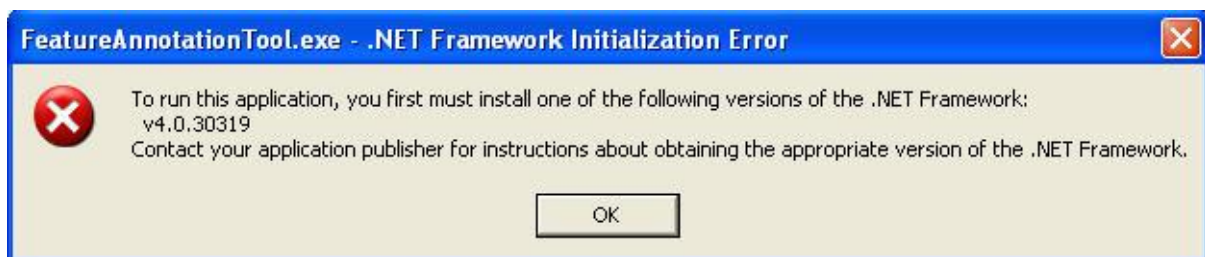 FeatureAnnotationTool.exe - .NET Framework Initialization Error
To run this application, you first must install one of the following versions of the .NET Framework:
v4.0.30319
Contact your application publisher for instructions about obtaining the appropriate version of the .NET Framework.
OK